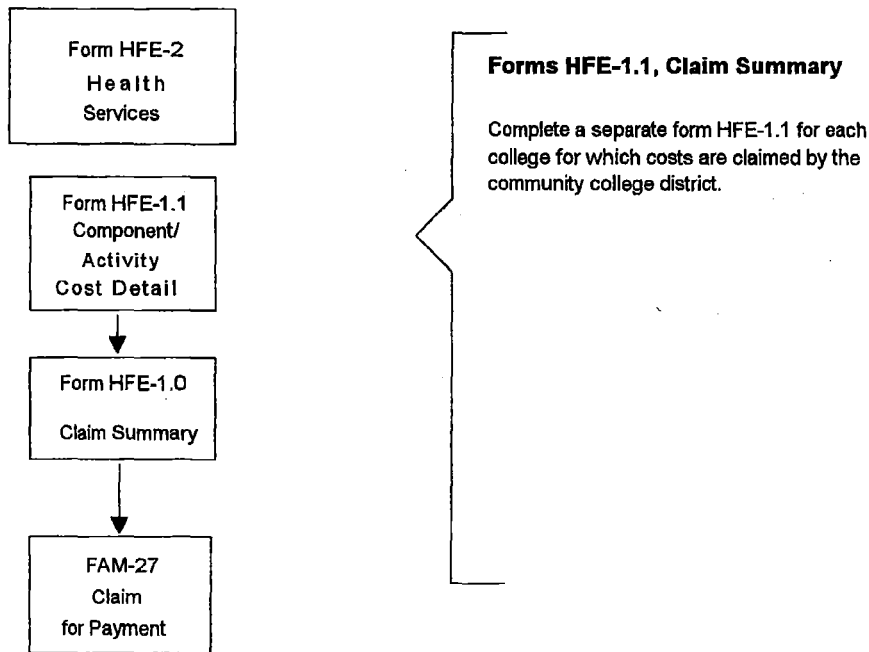 Form HFE-2
Health
Services
Form HFE-1.1
Component/
Activity
Cost Detail
Form HFE-1.0
Claim Summary
FAM-27
Claim
for Payment
Forms HFE-1.1, Claim Summary
Complete a separate form HFE-1.1 for each
college for which costs are claimed by the
community college district.